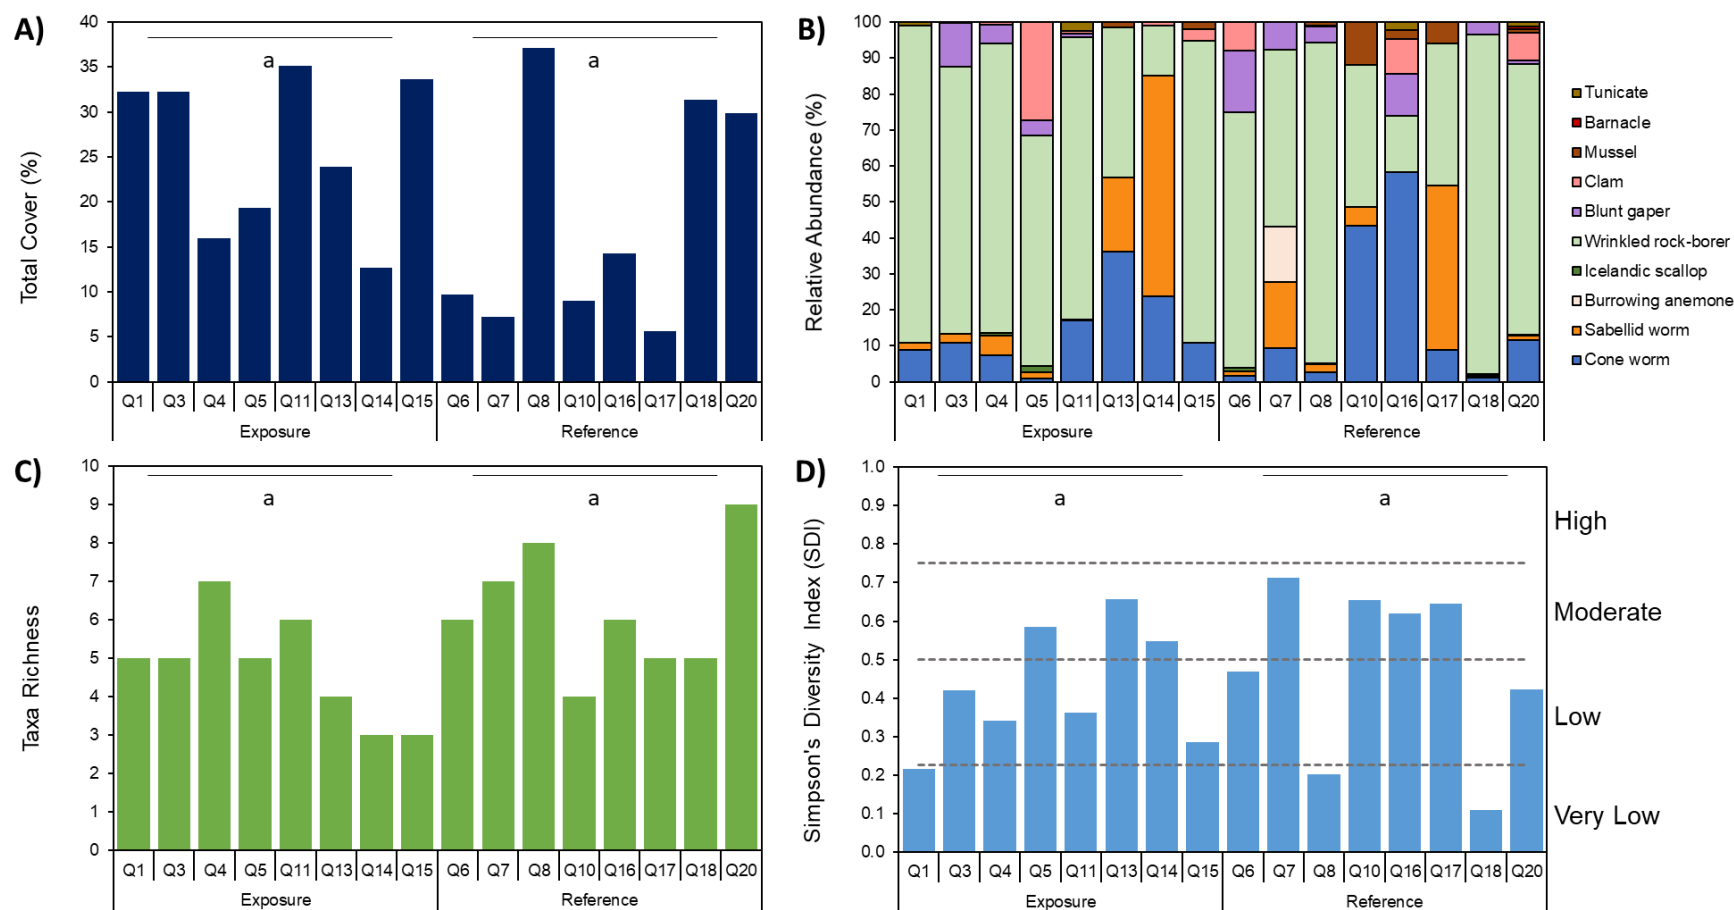 A)
Total Cover (%)
40
35
30
25
20
15
10
5
0
a
a
Q1 Q3 Q4 Q5 Q11 Q13 Q14 Q15 Q6 Q7 Q8 Q10 Q16 Q17 Q18 Q20
Exposure Reference
B)
Relative Abundance (%)
100
90
80
70
60
50
40
30
20
10
0
Q1 Q3 Q4 Q5 Q11 Q13 Q14 Q15 Q6 Q7 Q8 Q10 Q16 Q17 Q18 Q20
Exposure Reference
Tunicate
Barnacle
Mussel
Clam
Blunt gaper
Wrinkled rock-borer
Icelandic scallop
Burrowing anemone
Sabellid worm
Cone worm
C)
Taxa Richness
10
9
8
7
6
5
4
3
2
1
0
a
a
Q1 Q3 Q4 Q5 Q11 Q13 Q14 Q15 Q6 Q7 Q8 Q10 Q16 Q17 Q18 Q20
Exposure Reference
D)
Simpson's Diversity Index (SDI)
1.0
0.9
0.8
0.7
0.6
0.5
0.4
0.3
0.2
0.1
0.0
a
a
High
Moderate
Low
Very Low
Q1 Q3 Q4 Q5 Q11 Q13 Q14 Q15 Q6 Q7 Q8 Q10 Q16 Q17 Q18 Q20
Exposure Reference